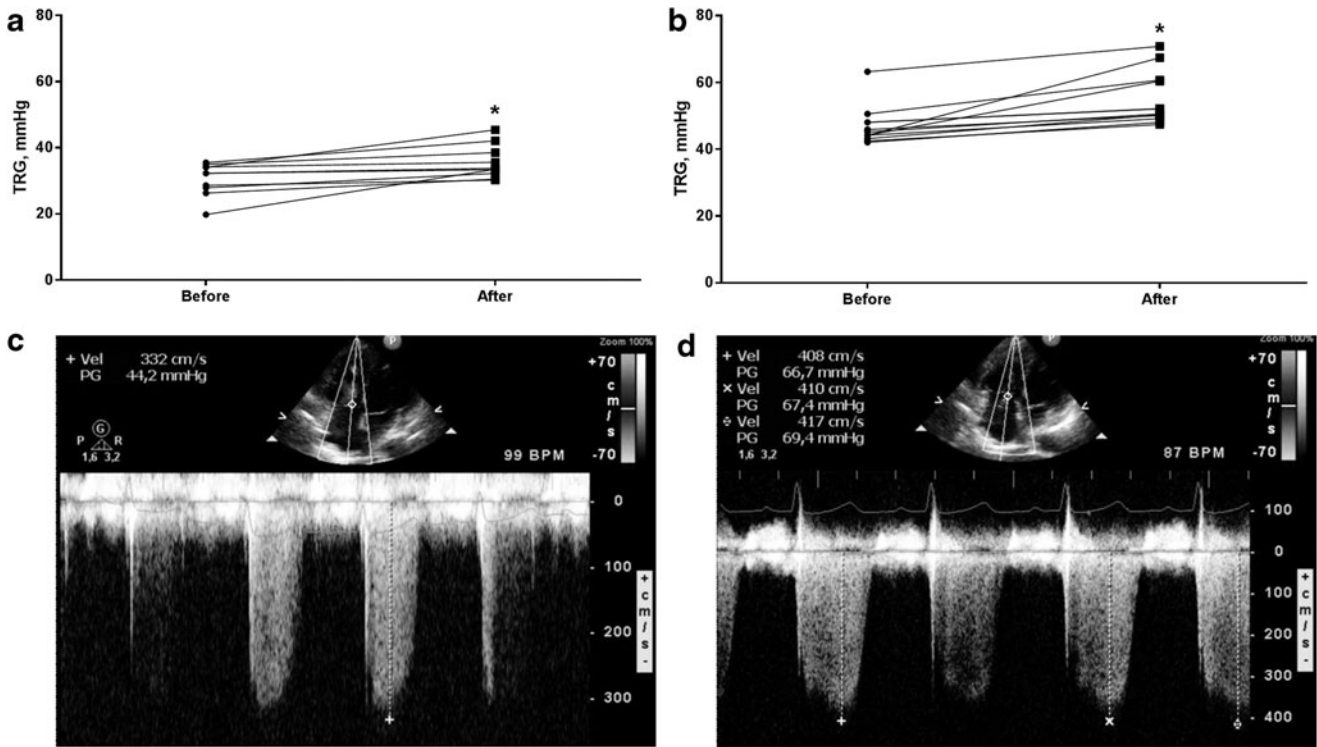 a
80
60
40
20
0
TRG, mmHg
*
Before
After
b
80
60
40
20
0
TRG, mmHg
*
Before
After
c
+ Vel 332 cm/s
PG 44,2 mmHg
P
G
P R
1,6 3,2
Zoom 100%
+70
cm/s
-70
99 BPM
0
100
200
300
+ cm/s -
d
+ Vel 408 cm/s
PG 66,7 mmHg
× Vel 410 cm/s
PG 67,4 mmHg
Vel 417 cm/s
PG 69,4 mmHg
1,6 3,2
P
Zoom 100%
+70
cm/s
-70
87 BPM
100
0
100
200
300
400
+ cm/s -